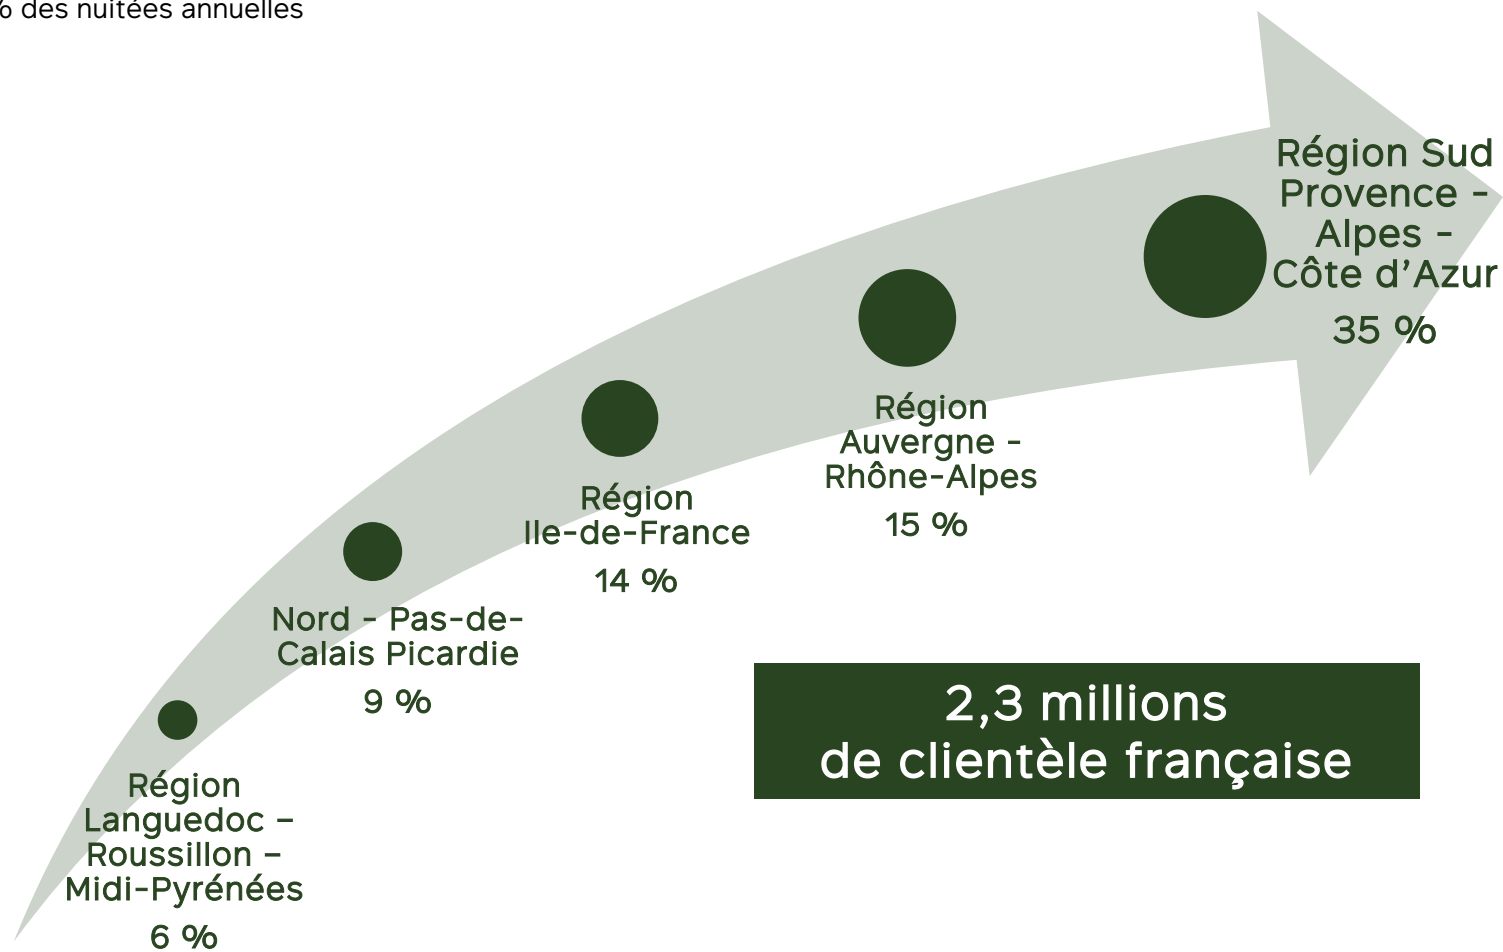 % des nuitées annuelles
Région Sud
Provence -
Alpes -
Côte d’Azur
35 %
Région
Auvergne -
Rhône-Alpes
15 %
Région
Ile-de-France
14 %
Nord - Pas-de-
Calais Picardie
9 %
Région
Languedoc –
Roussillon –
Midi-Pyrénées
6 %
2,3 millions
de clientèle française